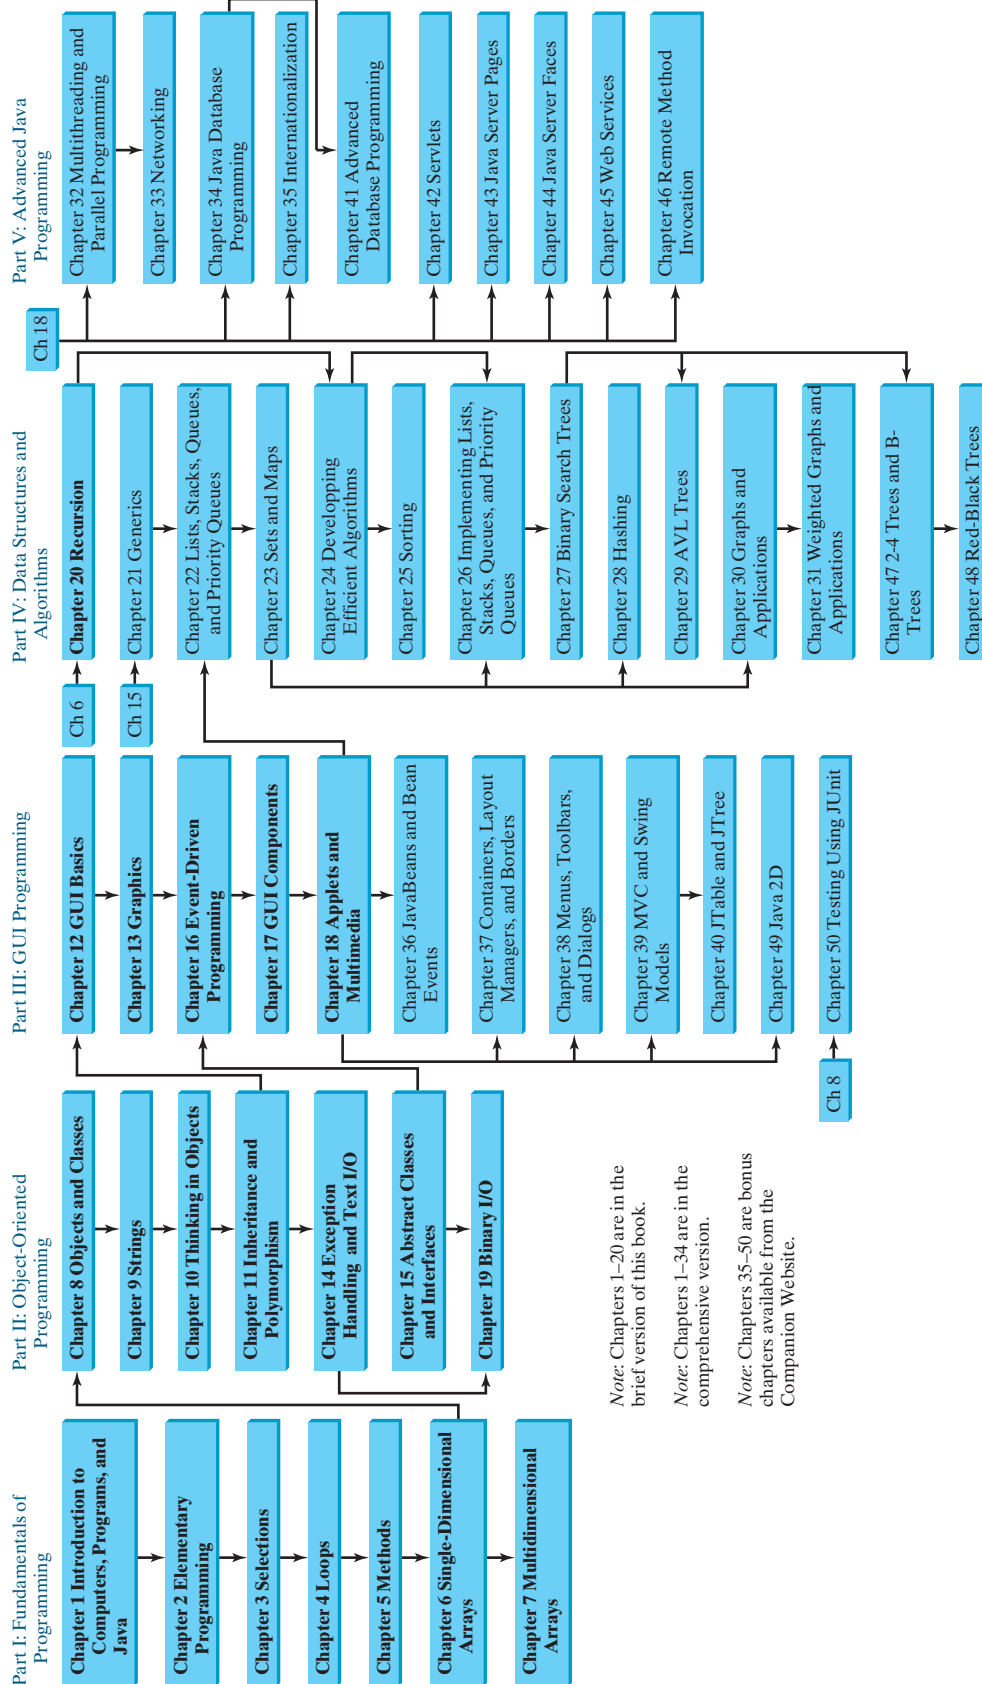 Part I: Fundamentals of
Programming
Chapter 1 Introduction to
Computers, Programs, and
Java
Chapter 2 Elementary
Programming
Chapter 3 Selections
Chapter 4 Loops
Chapter 5 Methods
Chapter 6 Single-Dimensional
Arrays
Chapter 7 Multidimensional
Arrays
Part II: Object-Oriented
Programming
Chapter 8 Objects and Classes
Chapter 9 Strings
Chapter 10 Thinking in Objects
Chapter 11 Inheritance and
Polymorphism
Chapter 14 Exception
Handling and Text I/O
Chapter 15 Abstract Classes
and Interfaces
Chapter 19 Binary I/O
Note: Chapters 1–20 are in the
brief version of this book.
Note: Chapters 1–34 are in the
comprehensive version.
Note: Chapters 35–50 are bonus
chapters available from the
Companion Website.
Part III: GUI Programming
Chapter 12 GUI Basics
Chapter 13 Graphics
Chapter 16 Event-Driven
Programming
Chapter 17 GUI Components
Chapter 18 Applets and
Multimedia
Chapter 36 JavaBeans and Bean
Events
Chapter 37 Containers, Layout
Managers, and Borders
Chapter 38 Menus, Toolbars,
and Dialogs
Chapter 39 MVC and Swing
Models
Chapter 40 JTable and JTree
Chapter 49 Java 2D
Ch 8
Chapter 50 Testing Using JUnit
Part IV: Data Structures and
Algorithms
Ch 6
Chapter 20 Recursion
Ch 15
Chapter 21 Generics
Chapter 22 Lists, Stacks, Queues,
and Priority Queues
Chapter 23 Sets and Maps
Chapter 24 Developping
Efficient Algorithms
Chapter 25 Sorting
Chapter 26 Implementing Lists,
Stacks, Queues, and Priority
Queues
Chapter 27 Binary Search Trees
Chapter 28 Hashing
Chapter 29 AVL Trees
Chapter 30 Graphs and
Applications
Chapter 31 Weighted Graphs and
Applications
Chapter 47 2-4 Trees and B-
Trees
Chapter 48 Red-Black Trees
Part V: Advanced Java
Programming
Ch 18
Chapter 32 Multithreading and
Parallel Programming
Chapter 33 Networking
Chapter 34 Java Database
Programming
Chapter 35 Internationalization
Chapter 41 Advanced
Database Programming
Chapter 42 Servlets
Chapter 43 Java Server Pages
Chapter 44 Java Server Faces
Chapter 45 Web Services
Chapter 46 Remote Method
Invocation